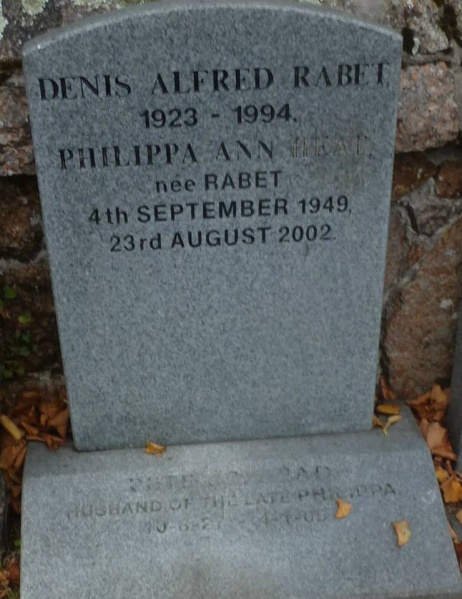 DENIS ALFRED RABET
1923 - 1994.
PHILIPPA ANN
née RABET
4th SEPTEMBER 1949,
23rd AUGUST 2002.
HUSBAND OF THE LATE PHILIPPA